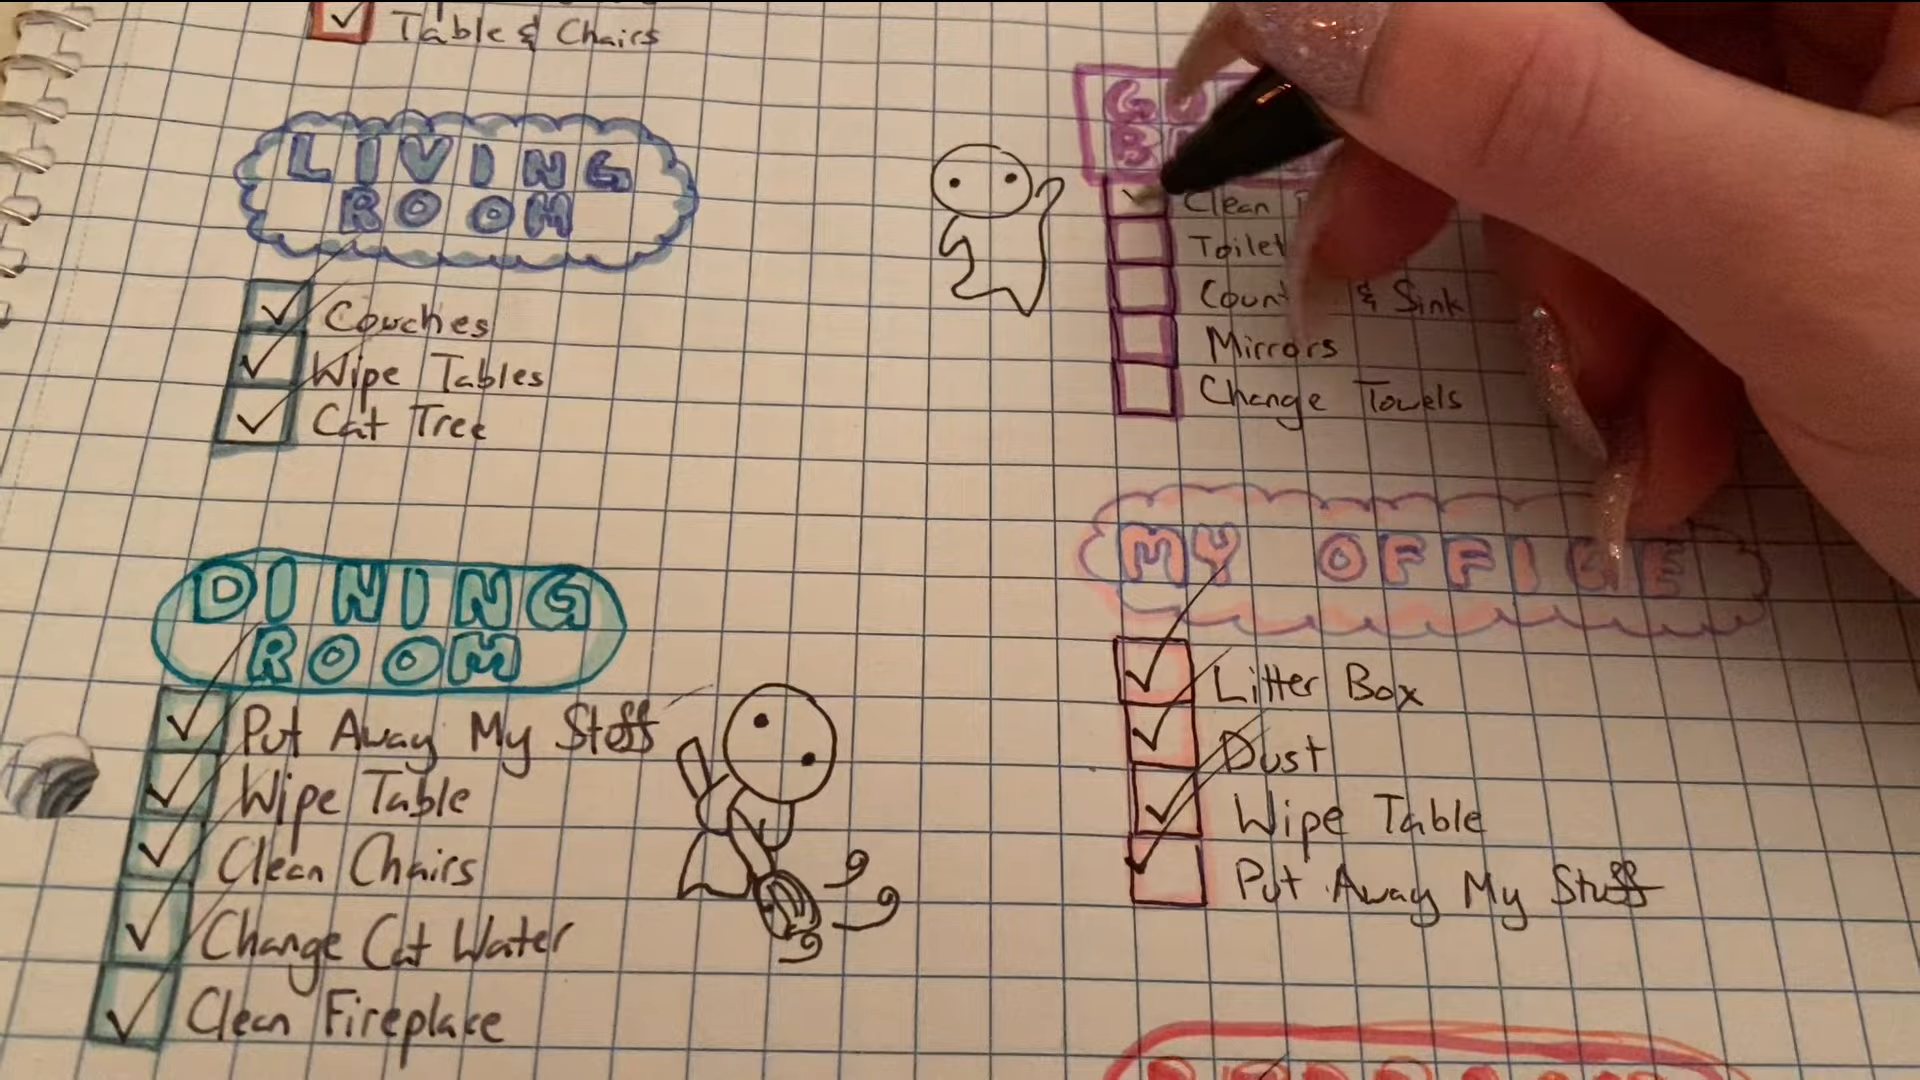 Table & Chairs
LIVING
ROOM
Couches
Wipe Tables
Cat Tree
DINING
ROOM
Put Away My Stuff
Wipe Table
Clean Chairs
Change Cat Water
Clean Fireplace
Clean
Toilet
& Sink
Mirrors
Change Towels
MY OFFICE
Litter Box
Dust
Wipe Table
Put Away My Stuff